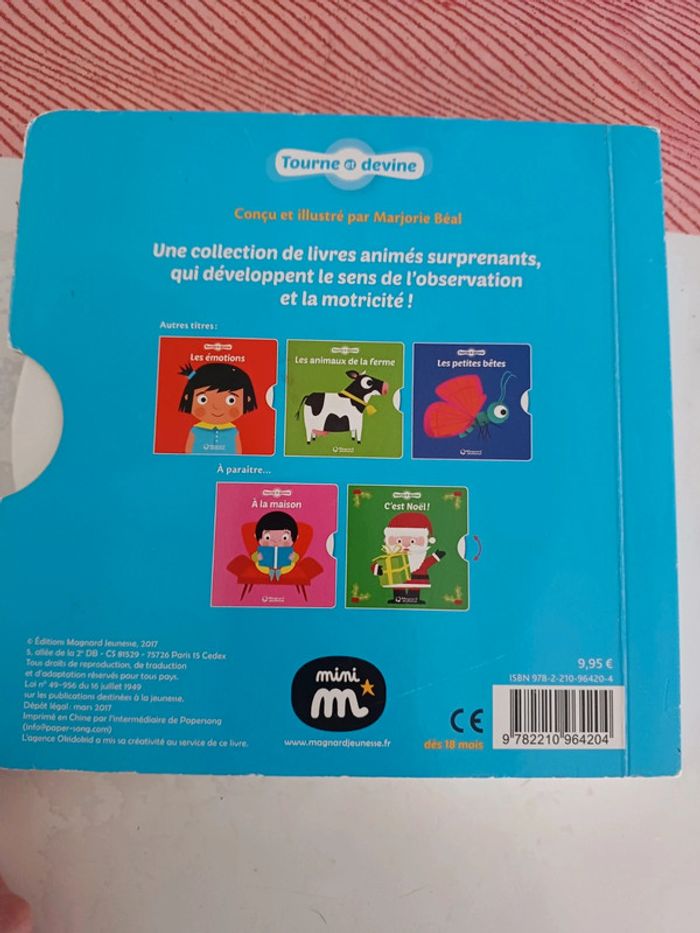 Tourne et devine
Conçu et illustré par Marjorie Béal
Une collection de livres animés surprenants,
qui développent le sens de l'observation
et la motricité !
Autres titres :
Les émotions
Les animaux de la ferme
Les petites bêtes
À paraître...
À la maison
C'est Noël !
© Éditions Magnard Jeunesse, 2017
5, allée de la 2e DB - CS 81529 - 75726 Paris 15 Cedex
Tous droits de reproduction, de traduction
et d'adaptation réservés pour tous pays.
Loi n° 49-956 du 16 juillet 1949
sur les publications destinées à la jeunesse.
Dépôt légal : mars 2017
Imprimé en Chine par l'intermédiaire de Papersong
(info@paper-song.com)
L'agence Okidokid a mis sa créativité au service de ce livre.
mini
m
www.magnardjeunesse.fr
CE
dès 18 mois
9,95 €
ISBN 978-2-210-96420-4
9 782210 964204